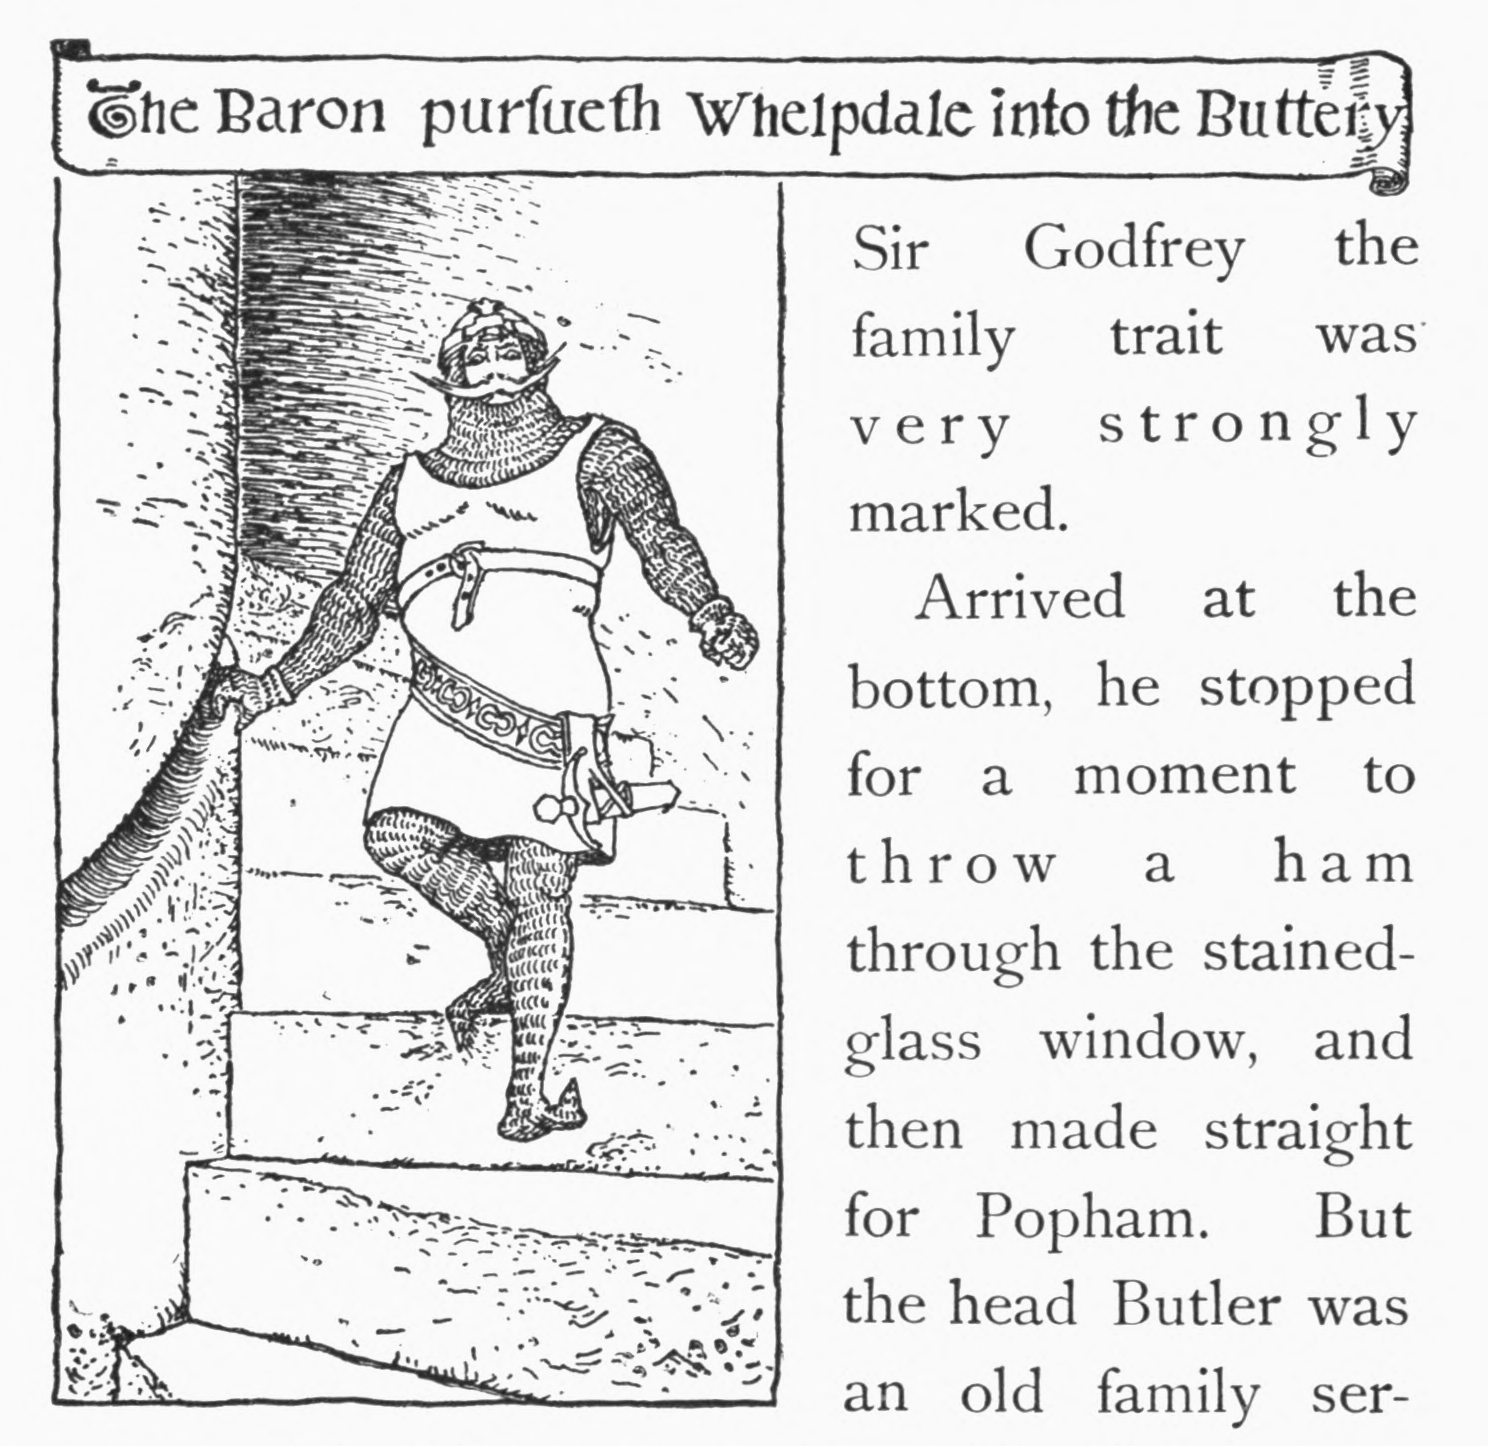 The Baron purſueth Whelpdale into the Buttery
Sir Godfrey the
family trait was
very strongly
marked.
Arrived at the
bottom, he stopped
for a moment to
throw a ham
through the stained-
glass window, and
then made straight
for Popham. But
the head Butler was
an old family ser-